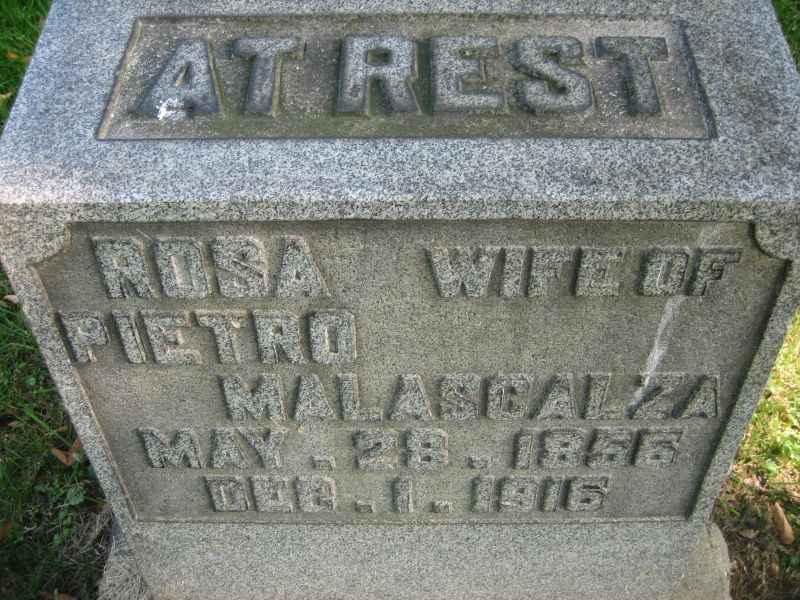 AT REST
ROSA WIFE OF
PIETRO
MALASCALZA
MAY. 28. 1856
DEC. 1. 1916